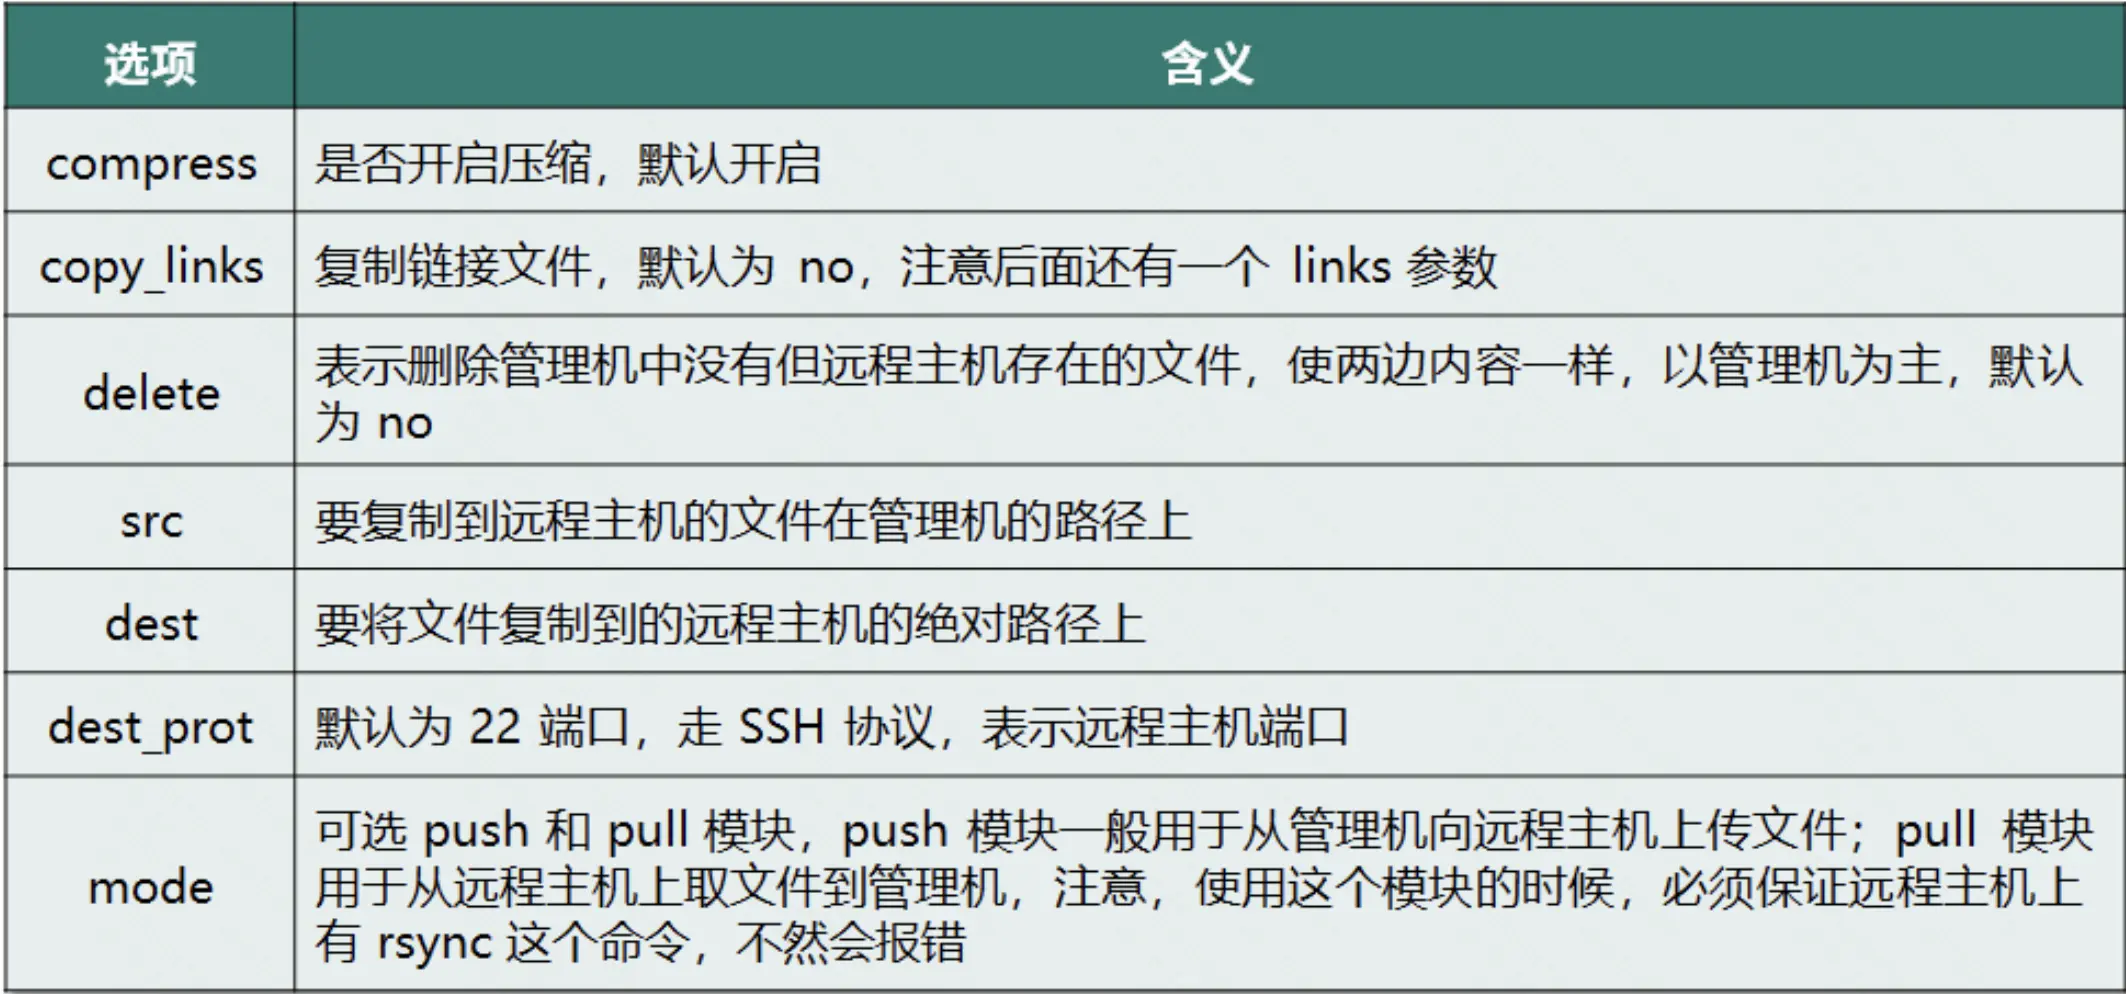 选项
含义
compress
是否开启压缩，默认开启
copy_links
复制链接文件，默认为 no，注意后面还有一个 links 参数
delete
表示删除管理机中没有但远程主机存在的文件，使两边内容一样，以管理机为主，默认
为 no
src
要复制到远程主机的文件在管理机的路径上
dest
要将文件复制到的远程主机的绝对路径上
dest_prot
默认为 22 端口，走 SSH 协议，表示远程主机端口
mode
可选 push 和 pull 模块，push 模块一般用于从管理机向远程主机上传文件；pull 模块
用于从远程主机上取文件到管理机，注意，使用这个模块的时候，必须保证远程主机上
有 rsync 这个命令，不然会报错